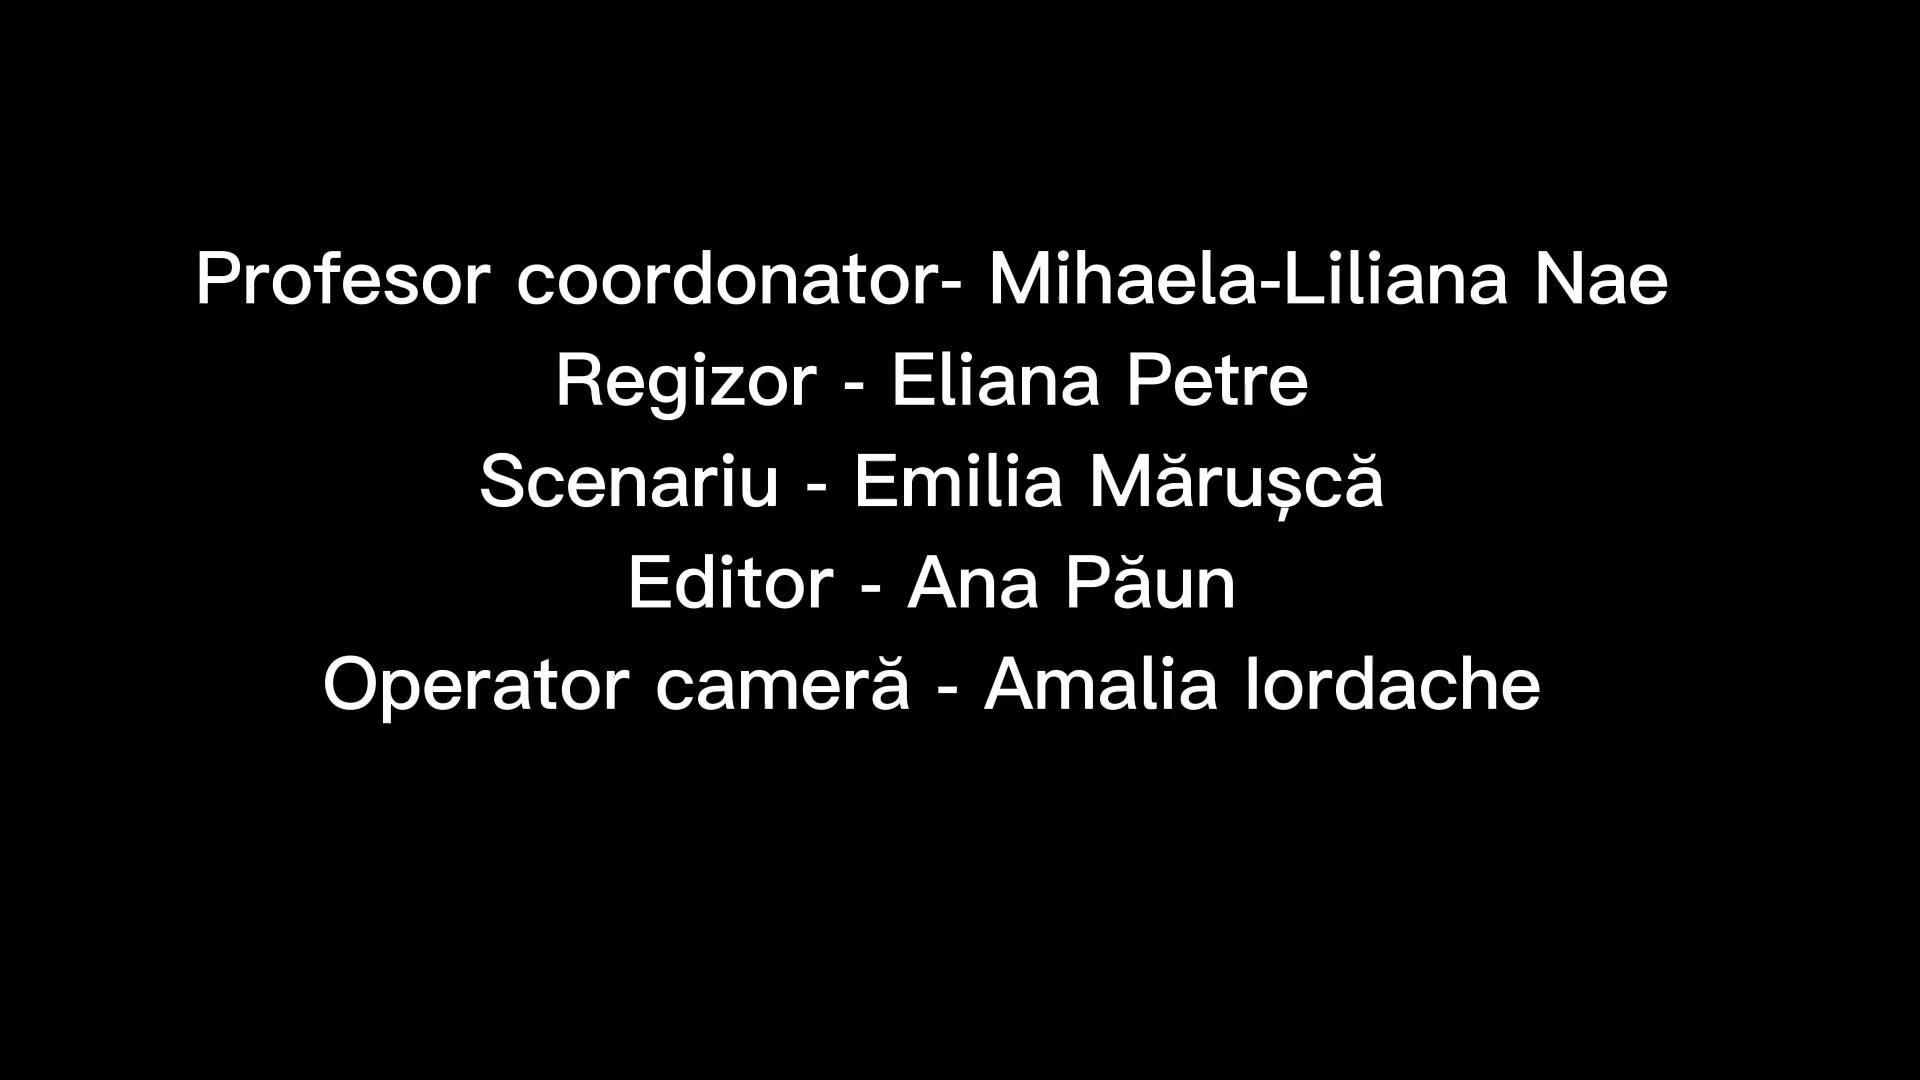 Profesor coordonator- Mihaela-Liliana Nae
Regizor - Eliana Petre
Scenariu - Emilia Mărușcă
Editor - Ana Păun
Operator cameră - Amalia Iordache